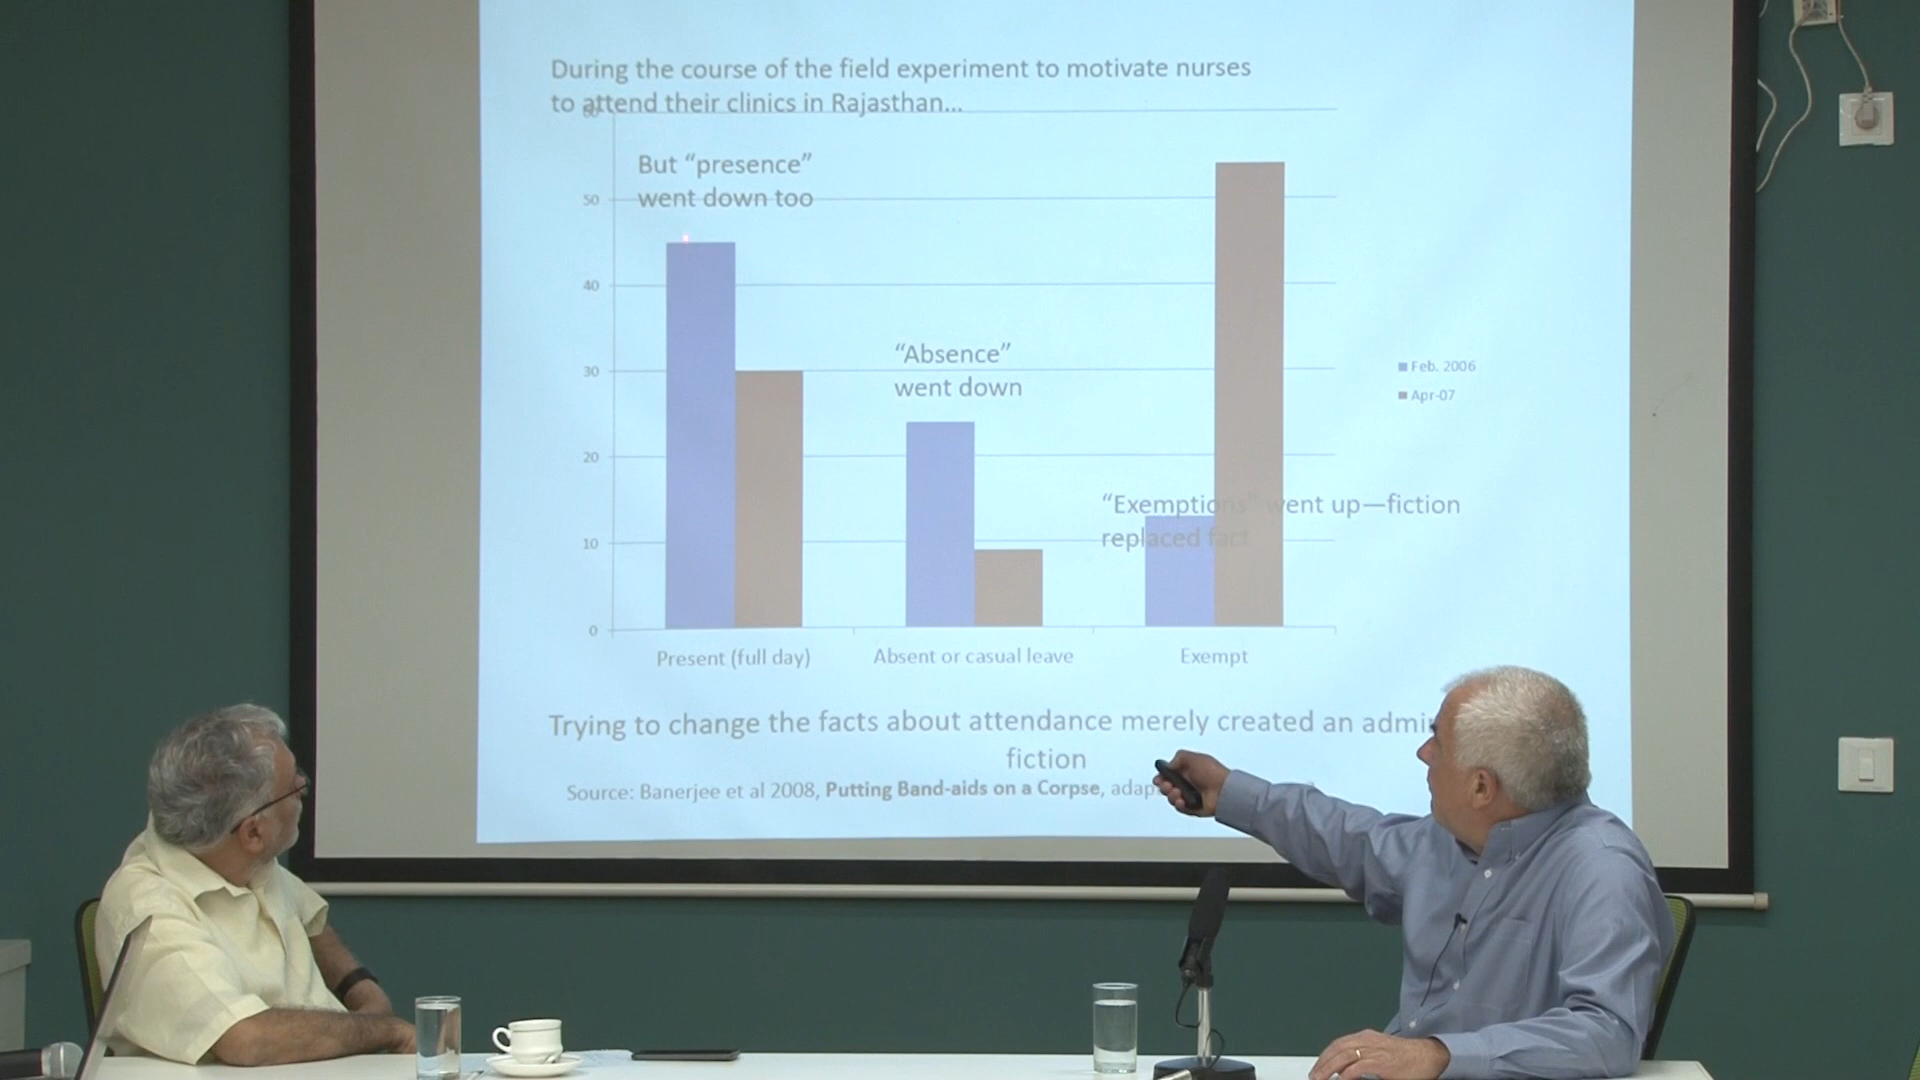 During the course of the field experiment to motivate nurses
to attend their clinics in Rajasthan...
60
But “presence”
went down too
50
40
“Absence”
went down
30
Feb. 2006
Apr-07
20
“Exemptions” went up—fiction
replaced fact
10
0
Present (full day)
Absent or casual leave
Exempt
Trying to change the facts about attendance merely created an
fiction
Source: Banerjee et al 2008, Putting Band-aids on a Corpse,